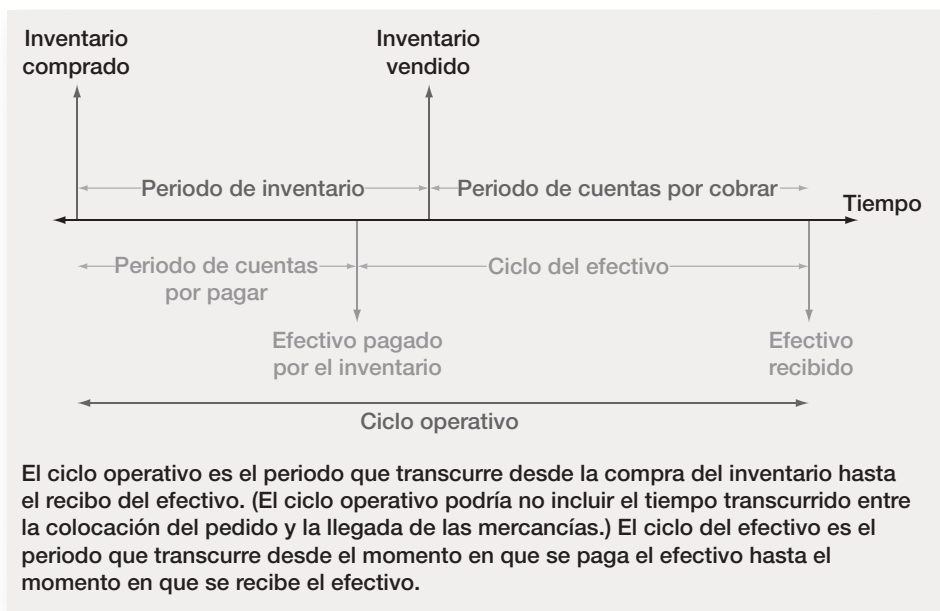 Inventario
comprado
Inventario
vendido
Periodo de inventario
Periodo de cuentas por cobrar
Tiempo
Periodo de cuentas
por pagar
Ciclo del efectivo
Efectivo pagado
por el inventario
Efectivo
recibido
Ciclo operativo
El ciclo operativo es el periodo que transcurre desde la compra del inventario hasta
el recibo del efectivo. (El ciclo operativo podría no incluir el tiempo transcurrido entre
la colocación del pedido y la llegada de las mercancías.) El ciclo del efectivo es el
periodo que transcurre desde el momento en que se paga el efectivo hasta el
momento en que se recibe el efectivo.